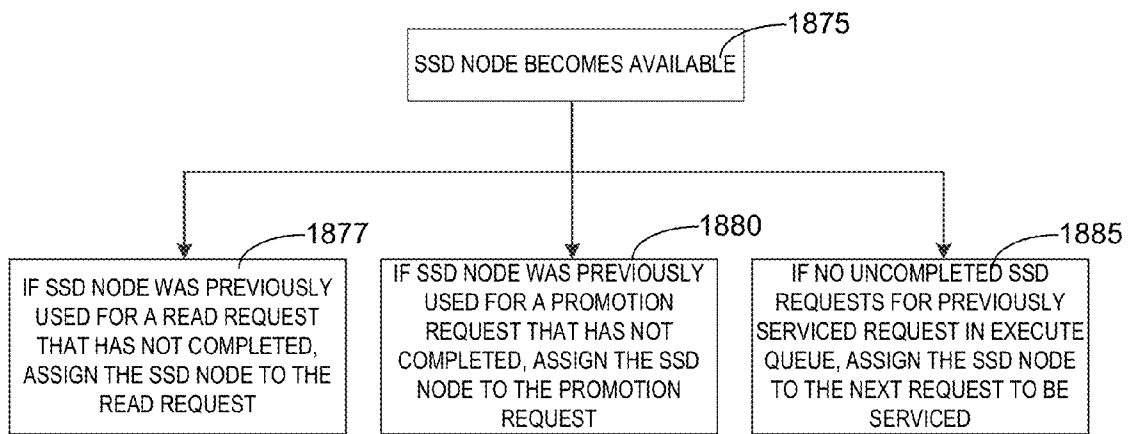 1875
SSD NODE BECOMES AVAILABLE
1877
IF SSD NODE WAS PREVIOUSLY
USED FOR A READ REQUEST
THAT HAS NOT COMPLETED,
ASSIGN THE SSD NODE TO THE
READ REQUEST
1880
IF SSD NODE WAS PREVIOUSLY
USED FOR A PROMOTION
REQUEST THAT HAS NOT
COMPLETED, ASSIGN THE SSD
NODE TO THE PROMOTION
REQUEST
1885
IF NO UNCOMPLETED SSD
REQUESTS FOR PREVIOUSLY
SERVICED REQUEST IN EXECUTE
QUEUE, ASSIGN THE SSD NODE
TO THE NEXT REQUEST TO BE
SERVICED